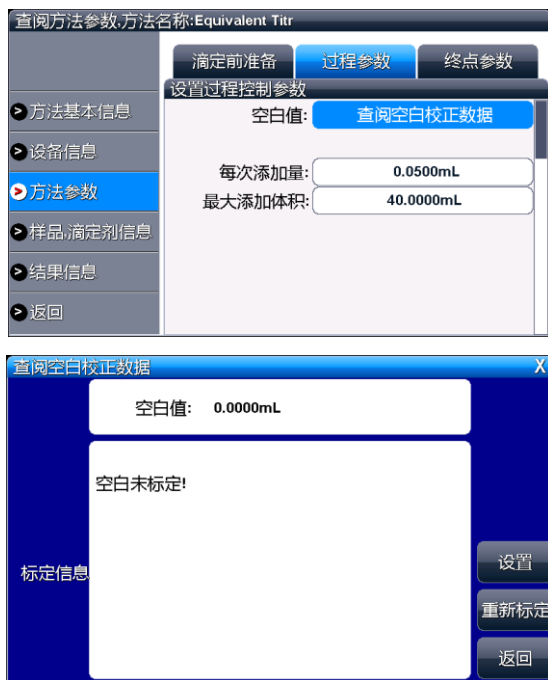 查阅方法参数,方法名称:Equivalent Titr
滴定前准备 过程参数 终点参数
设置过程控制参数
方法基本信息
空白值: 查阅空白校正数据
设备信息
每次添加量: 0.0500mL
方法参数
最大添加体积: 40.0000mL
样品,滴定剂信息
结果信息
返回
查阅空白校正数据 X
空白值: 0.0000mL
空白未标定!
标定信息
设置
重新标定
返回